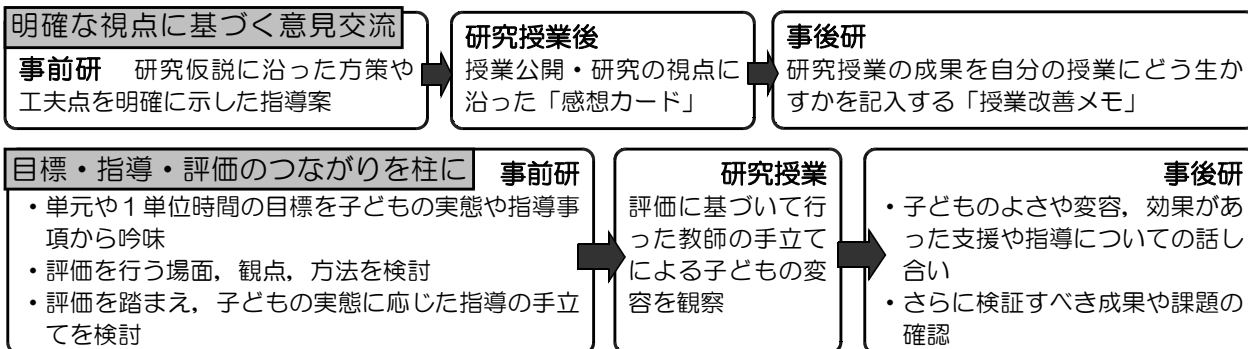 明確な視点に基づく意見交流
事前研　研究仮説に沿った方策や
工夫点を明確に示した指導案
研究授業後
授業公開・研究の視点に
沿った「感想カード」
事後研
研究授業の成果を自分の授業にどう生か
すかを記入する「授業改善メモ」
目標・指導・評価のつながりを柱に
事前研
・単元や１単位時間の目標を子どもの実態や指導事
項から吟味
・評価を行う場面，観点，方法を検討
・評価を踏まえ，子どもの実態に応じた指導の手立
てを検討
研究授業
評価に基づいて行
った教師の手立て
による子どもの変
容を観察
事後研
・子どものよさや変容，効果があ
った支援や指導についての話し
合い
・さらに検証すべき成果や課題の
確認